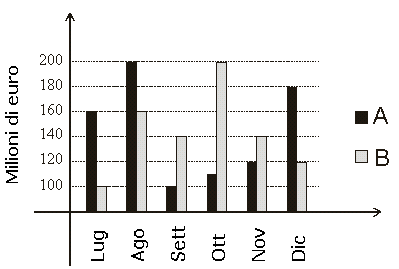 Milioni di euro
200
180
160
140
120
100
Lug
Ago
Sett
Ott
Nov
Dic
A
B